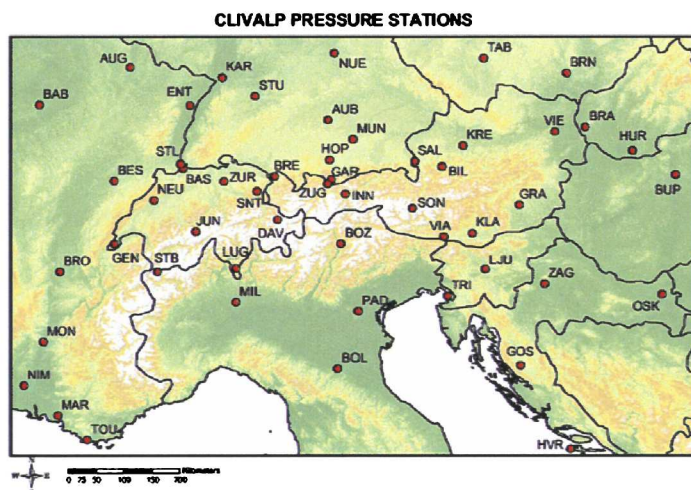 CLIVALP PRESSURE STATIONS
AUG KAR NUE TAB BRN
BAB ENT STU
AUB MUN KRE VIE BRA HUR
STL HOP SAL BIL
BES BAS ZUR BRE GAR BUP
NEU SNT ZUG INN SON GRA
JUN DAV BOZ VIA KLA
GEN
BRO STB LUG LJU
MIL PAD TRI ZAG OSK
MON BOL GOS
NIM
MAR
TOU HVR
N
W E
Kilometers
0 75 50 100 150 200